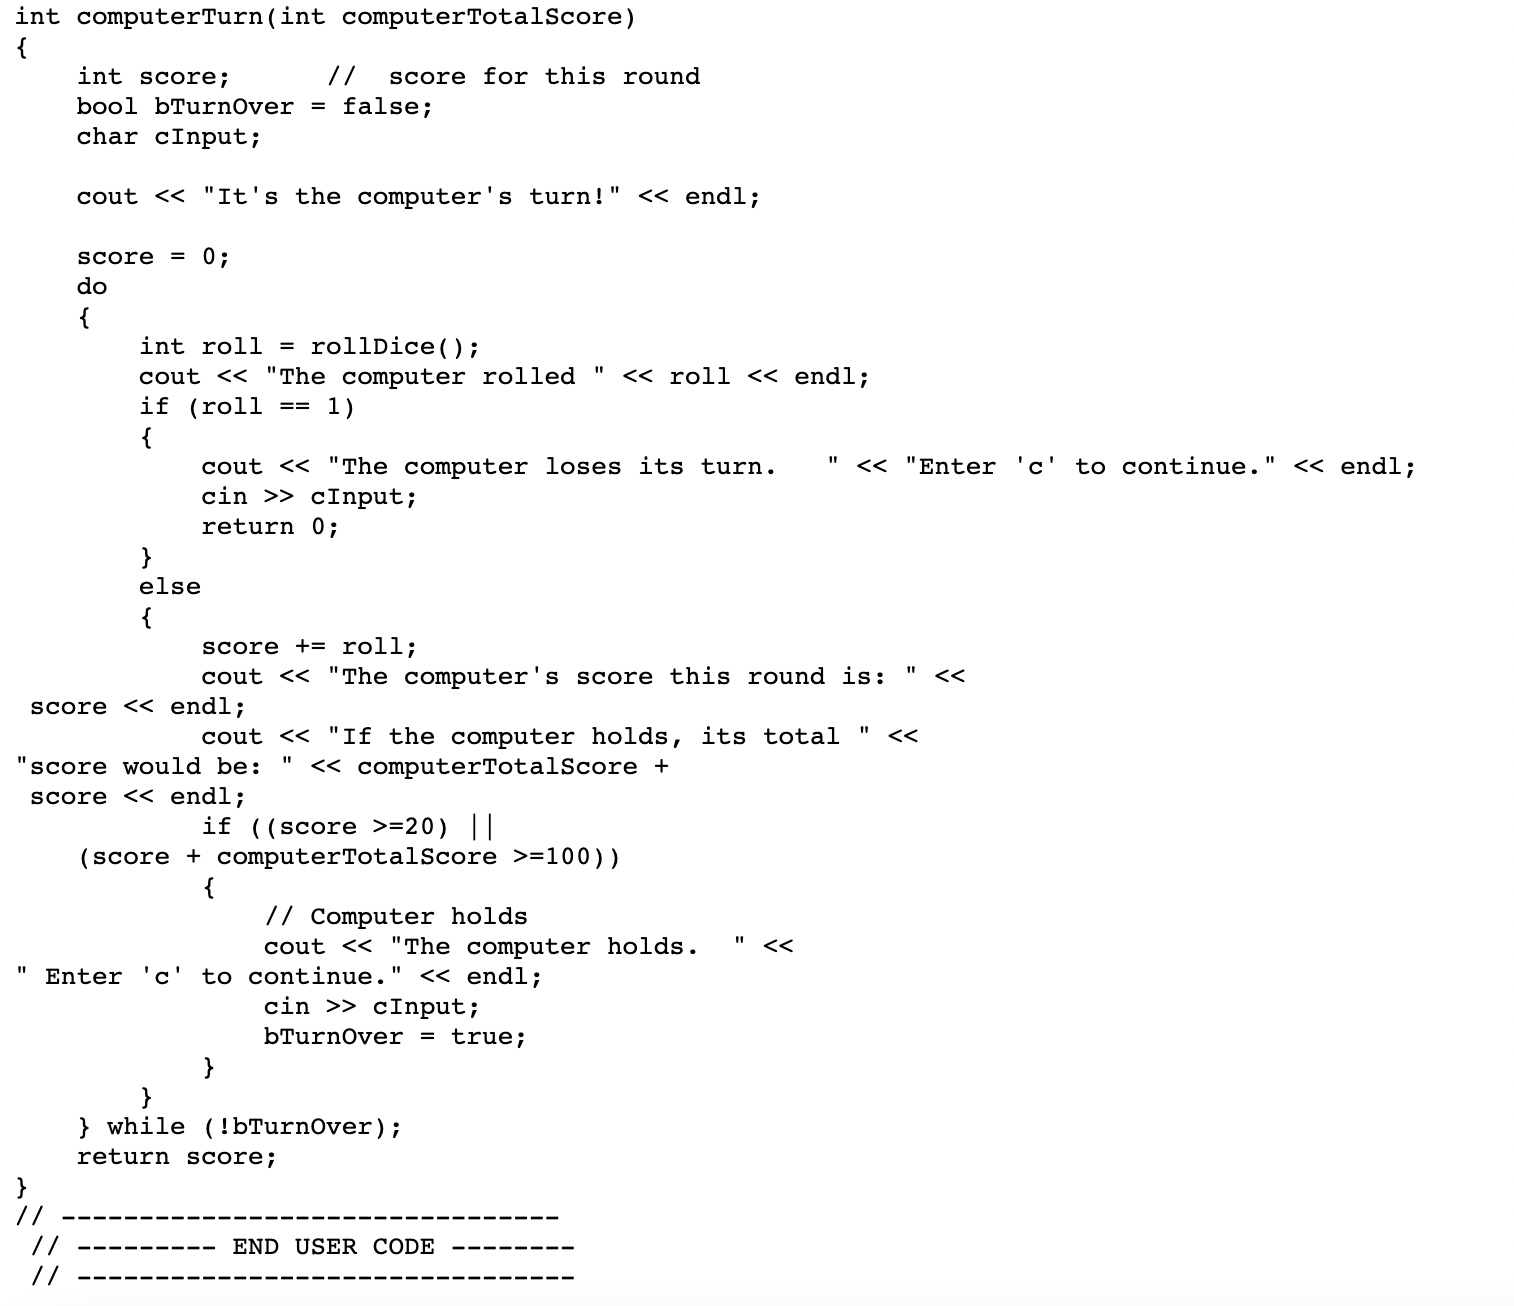 int computerTurn(int computerTotalScore)
{
    int score;      //  score for this round
    bool bTurnOver = false;
    char cInput;

    cout << "It's the computer's turn!" << endl;

    score = 0;
    do
    {
        int roll = rollDice();
        cout << "The computer rolled " << roll << endl;
        if (roll == 1)
        {
            cout << "The computer loses its turn.   " << "Enter 'c' to continue." << endl;
            cin >> cInput;
            return 0;
        }
        else
        {
            score += roll;
            cout << "The computer's score this round is: " <<
 score << endl;
            cout << "If the computer holds, its total " <<
"score would be: " << computerTotalScore +
 score << endl;
            if ((score >=20) ||
    (score + computerTotalScore >=100))
            {
                // Computer holds
                cout << "The computer holds.  " <<
" Enter 'c' to continue." << endl;
                cin >> cInput;
                bTurnOver = true;
            }
        }
    } while (!bTurnOver);
    return score;
}
// --------------------------------
 // --------- END USER CODE --------
 // --------------------------------